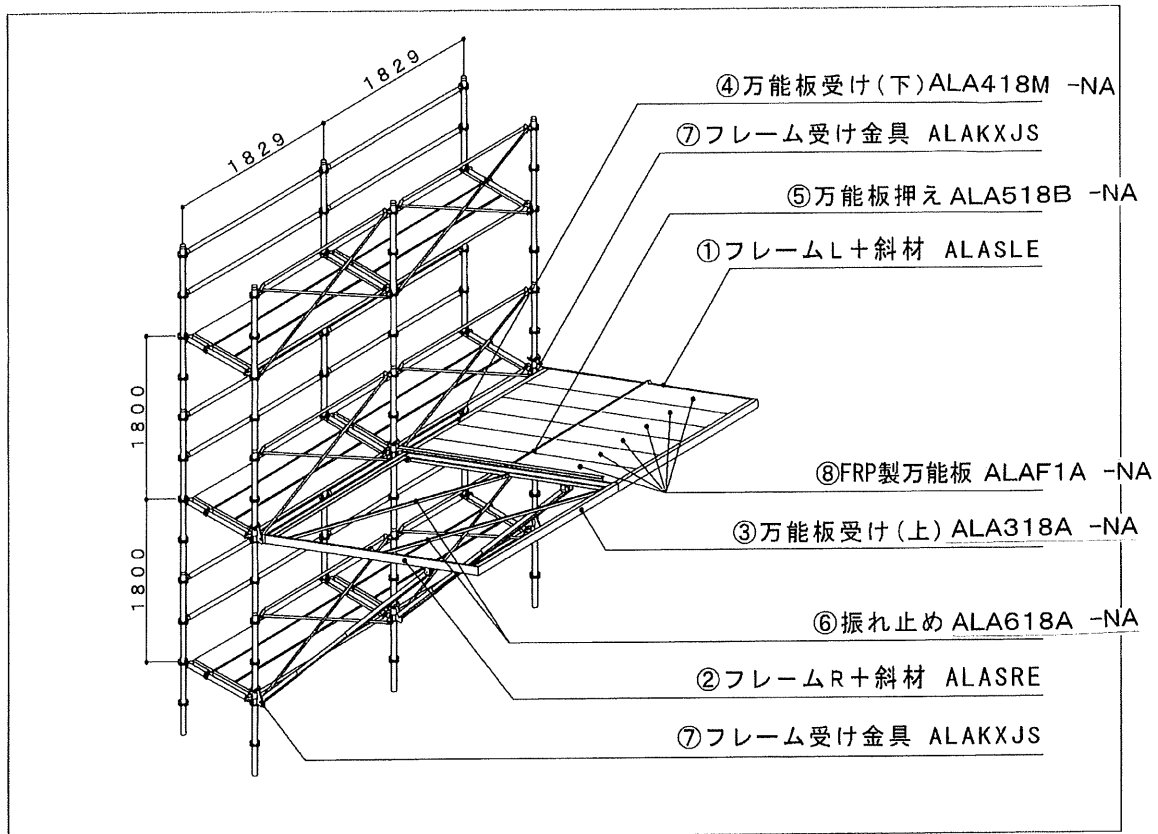 1829
1829
④万能板受け(下)ALA418M -NA
⑦フレーム受け金具 ALAKXJS
⑤万能板押え ALA518B -NA
①フレームL+斜材 ALASLE
1800
1800
⑧FRP製万能板 ALAF1A -NA
③万能板受け(上) ALA318A -NA
⑥振れ止め ALA618A -NA
②フレームR+斜材 ALASRE
⑦フレーム受け金具 ALAKXJS